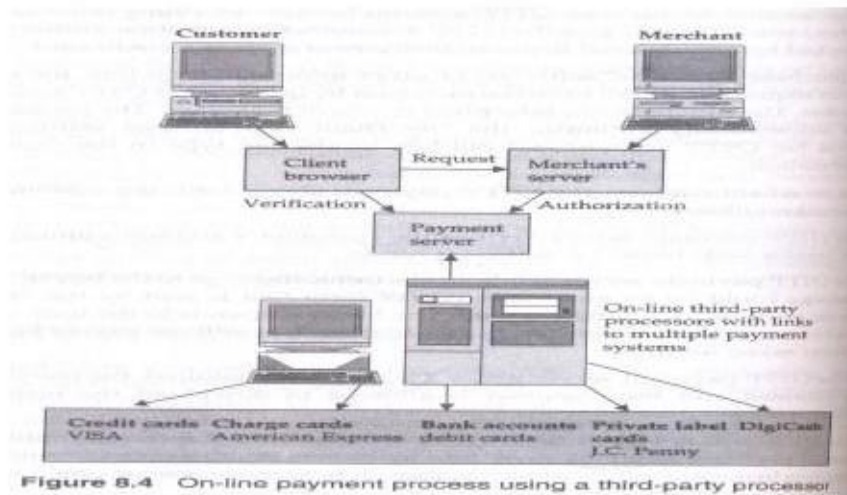 Customer
Merchant
Client
browser
Request
Merchant's
server
Verification
Authorization
Payment
server
On-line third-party
processors with links
to multiple payment
systems
Credit cards
VISA
Charge cards
American Express
Bank accounts
debit cards
Private label
cards
J.C. Penny
DigiCash
Figure 8.4 On-line payment process using a third-party processor